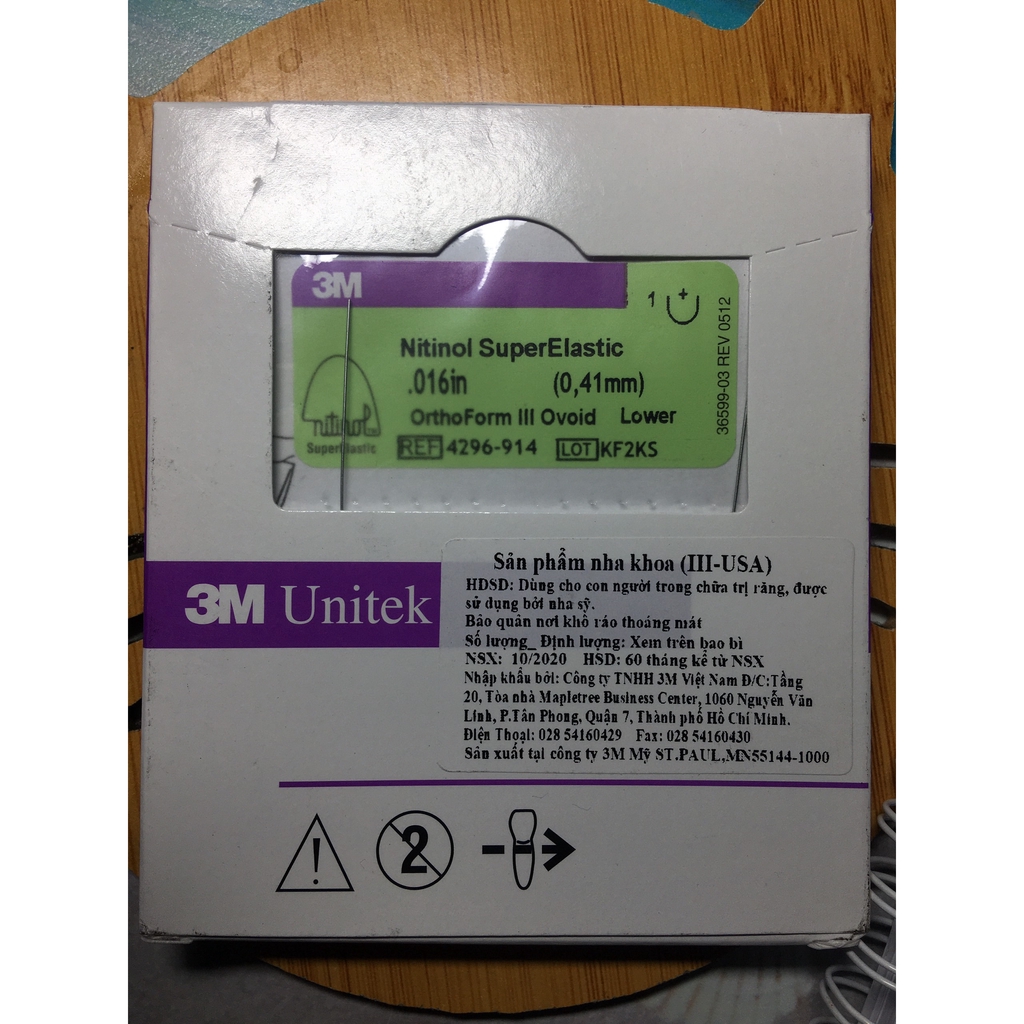 3M
1 +
Nitinol SuperElastic
.016in (0,41mm)
OrthoForm III Ovoid Lower
REF 4296-914 LOT KF2KS
nitinol
SuperElastic
36599-03 REV 0512
3M Unitek
Sản phẩm nha khoa (III-USA)
HDSD: Dùng cho con người trong chữa trị răng, được
sử dụng bởi nha sỹ.
Bảo quản nơi khô ráo thoáng mát
Số lượng_ Định lượng: Xem trên bao bì
NSX: 10/2020 HSD: 60 tháng kể từ NSX
Nhập khẩu bởi: Công ty TNHH 3M Việt Nam Đ/C:Tầng
20, Tòa nhà Mapletree Business Center, 1060 Nguyễn Văn
Linh, P.Tân Phong, Quận 7, Thành phố Hồ Chí Minh.
Điện Thoại: 028 54160429 Fax: 028 54160430
Sản xuất tại công ty 3M Mỹ ST.PAUL,MN55144-1000
!
2